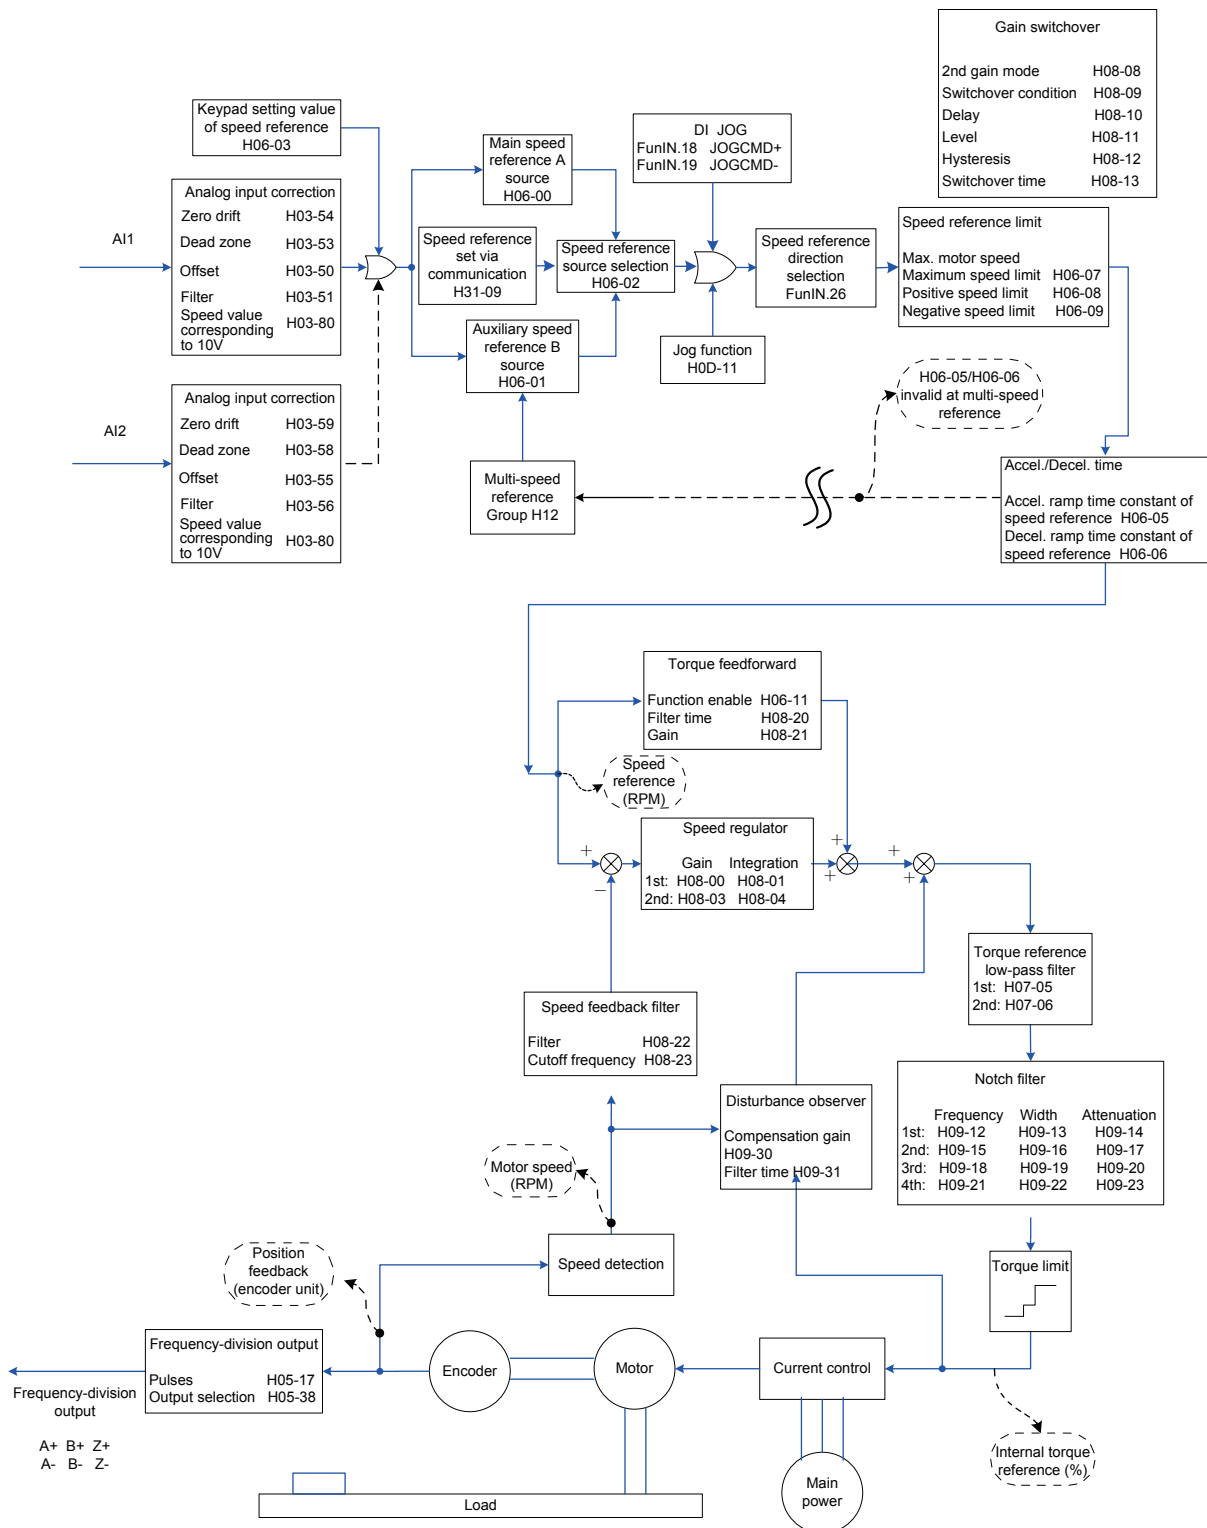 Gain switchover
2nd gain mode H08-08
Switchover condition H08-09
Delay H08-10
Level H08-11
Hysteresis H08-12
Switchover time H08-13
Keypad setting value
of speed reference
H06-03
Main speed
reference A
source
H06-00
DI JOG
FunIN.18 JOGCMD+
FunIN.19 JOGCMD-
AI1
Analog input correction
Zero drift H03-54
Dead zone H03-53
Offset H03-50
Filter H03-51
Speed value
corresponding
to 10V H03-80
Speed reference
set via
communication
H31-09
Speed reference
source selection
H06-02
Speed reference
direction
selection
FunIN.26
Speed reference limit
Max. motor speed
Maximum speed limit H06-07
Positive speed limit H06-08
Negative speed limit H06-09
Auxiliary speed
reference B
source
H06-01
Jog function
H0D-11
H06-05/H06-06
invalid at multi-speed
reference
AI2
Analog input correction
Zero drift H03-59
Dead zone H03-58
Offset H03-55
Filter H03-56
Speed value
corresponding
to 10V H03-80
Multi-speed
reference
Group H12
Accel./Decel. time
Accel. ramp time constant of
speed reference H06-05
Decel. ramp time constant of
speed reference H06-06
Torque feedforward
Function enable H06-11
Filter time H08-20
Gain H08-21
Speed
reference
(RPM)
Speed regulator
Gain Integration
1st: H08-00 H08-01
2nd: H08-03 H08-04
+
−
+
+
+
+
Torque reference
low-pass filter
1st: H07-05
2nd: H07-06
Speed feedback filter
Filter H08-22
Cutoff frequency H08-23
Disturbance observer
Compensation gain
H09-30
Filter time H09-31
Notch filter
Frequency Width Attenuation
1st: H09-12 H09-13 H09-14
2nd: H09-15 H09-16 H09-17
3rd: H09-18 H09-19 H09-20
4th: H09-21 H09-22 H09-23
Motor speed
(RPM)
Position
feedback
(encoder unit)
Speed detection
Torque limit
Frequency-division output
Pulses H05-17
Output selection H05-38
Encoder
Motor
Current control
Frequency-division
output
A+ B+ Z+
A- B- Z-
Internal torque
reference (%)
Main
power
Load